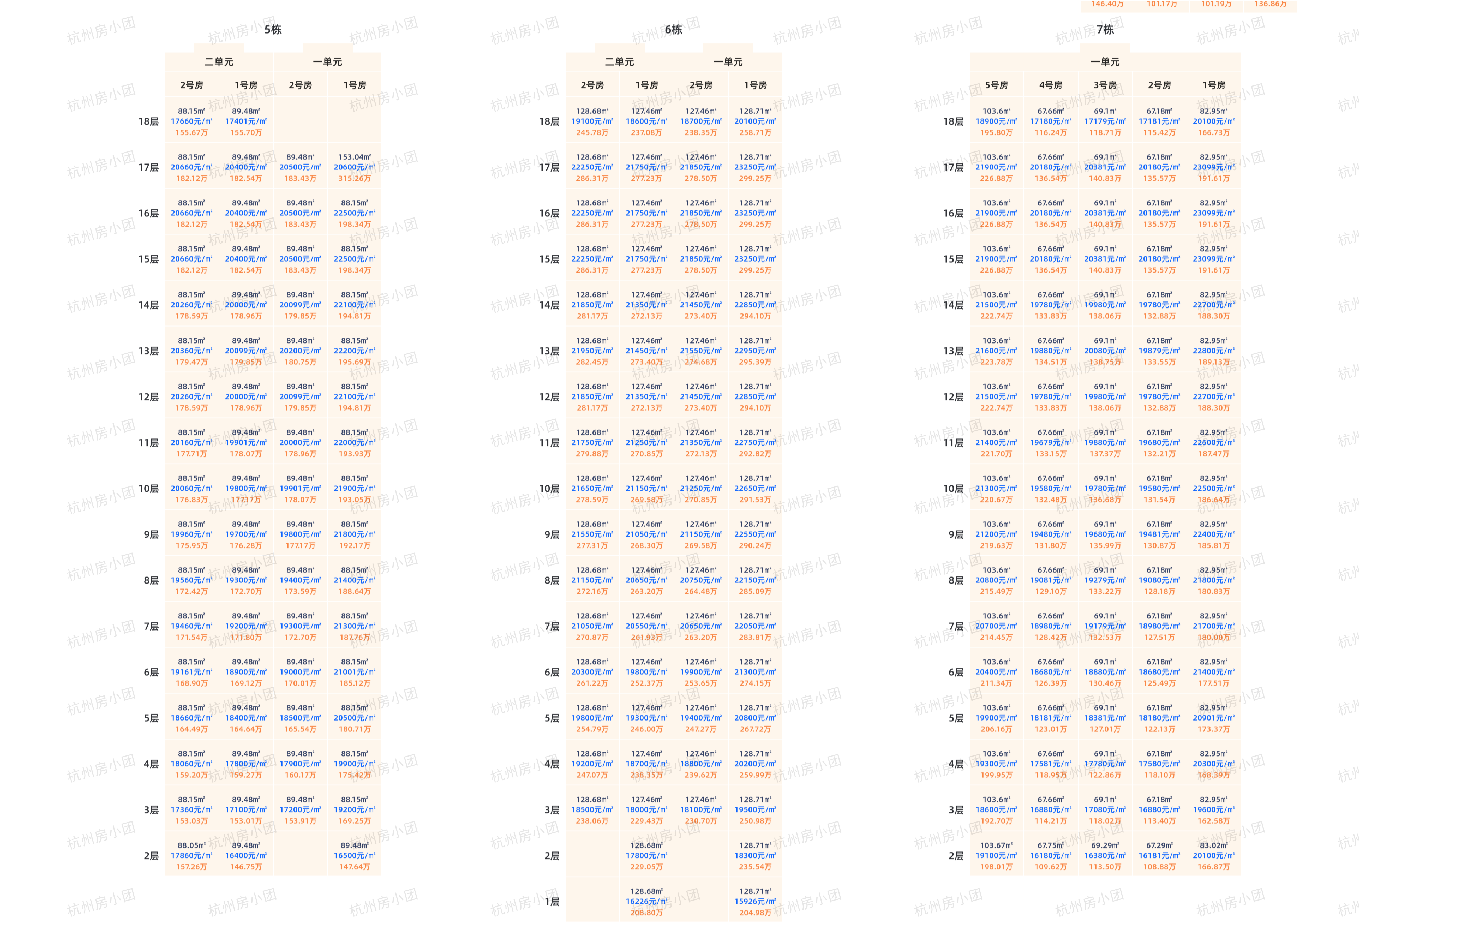 146.40万 101.17万 101.19万 136.86万
5栋
二单元 一单元
2号房 1号房 2号房 1号房
88.15㎡ 89.48㎡
18层 17660元/㎡ 17401元/㎡
155.67万 155.70万
88.15㎡ 89.48㎡ 89.48㎡ 153.04㎡
17层 20660元/㎡ 20400元/㎡ 20500元/㎡ 20600元/㎡
182.12万 182.54万 183.43万 315.26万
88.15㎡ 89.48㎡ 89.48㎡ 88.15㎡
16层 20660元/㎡ 20400元/㎡ 20500元/㎡ 22500元/㎡
182.12万 182.54万 183.43万 198.34万
88.15㎡ 89.48㎡ 89.48㎡ 88.15㎡
15层 20660元/㎡ 20400元/㎡ 20500元/㎡ 22500元/㎡
182.12万 182.54万 183.43万 198.34万
88.15㎡ 89.48㎡ 89.48㎡ 88.15㎡
14层 20260元/㎡ 20000元/㎡ 20099元/㎡ 22100元/㎡
178.59万 178.96万 179.85万 194.81万
88.15㎡ 89.48㎡ 89.48㎡ 88.15㎡
13层 20360元/㎡ 20099元/㎡ 20200元/㎡ 22200元/㎡
179.47万 179.85万 180.75万 195.69万
88.15㎡ 89.48㎡ 89.48㎡ 88.15㎡
12层 20260元/㎡ 20000元/㎡ 20099元/㎡ 22100元/㎡
178.59万 178.96万 179.85万 194.81万
88.15㎡ 89.48㎡ 89.48㎡ 88.15㎡
11层 20160元/㎡ 19901元/㎡ 20000元/㎡ 22000元/㎡
177.71万 178.07万 178.96万 193.93万
88.15㎡ 89.48㎡ 89.48㎡ 88.15㎡
10层 20060元/㎡ 19800元/㎡ 19901元/㎡ 21900元/㎡
176.83万 177.17万 178.07万 193.05万
88.15㎡ 89.48㎡ 89.48㎡ 88.15㎡
9层 19960元/㎡ 19700元/㎡ 19800元/㎡ 21800元/㎡
175.95万 176.28万 177.17万 192.17万
88.15㎡ 89.48㎡ 89.48㎡ 88.15㎡
8层 19560元/㎡ 19300元/㎡ 19400元/㎡ 21400元/㎡
172.42万 172.70万 173.59万 188.64万
88.15㎡ 89.48㎡ 89.48㎡ 88.15㎡
7层 19460元/㎡ 19200元/㎡ 19300元/㎡ 21300元/㎡
171.54万 171.80万 172.70万 187.76万
88.15㎡ 89.48㎡ 89.48㎡ 88.15㎡
6层 19161元/㎡ 18900元/㎡ 19000元/㎡ 21001元/㎡
168.90万 169.12万 170.01万 185.12万
88.15㎡ 89.48㎡ 89.48㎡ 88.15㎡
5层 18660元/㎡ 18400元/㎡ 18500元/㎡ 20500元/㎡
164.49万 164.64万 165.54万 180.71万
88.15㎡ 89.48㎡ 89.48㎡ 88.15㎡
4层 18060元/㎡ 17800元/㎡ 17900元/㎡ 19900元/㎡
159.20万 159.27万 160.17万 175.42万
88.15㎡ 89.48㎡ 89.48㎡ 88.15㎡
3层 17360元/㎡ 17100元/㎡ 17200元/㎡ 19200元/㎡
153.03万 153.01万 153.91万 169.25万
88.05㎡ 89.48㎡ 89.48㎡
2层 17860元/㎡ 16400元/㎡ 16500元/㎡
157.26万 146.75万 147.64万
6栋
二单元 一单元
2号房 1号房 2号房 1号房
128.68㎡ 127.46㎡ 127.46㎡ 128.71㎡
18层 19100元/㎡ 18600元/㎡ 18700元/㎡ 20100元/㎡
245.78万 237.08万 238.35万 258.71万
128.68㎡ 127.46㎡ 127.46㎡ 128.71㎡
17层 22250元/㎡ 21750元/㎡ 21850元/㎡ 23250元/㎡
286.31万 277.23万 278.50万 299.25万
128.68㎡ 127.46㎡ 127.46㎡ 128.71㎡
16层 22250元/㎡ 21750元/㎡ 21850元/㎡ 23250元/㎡
286.31万 277.23万 278.50万 299.25万
128.68㎡ 127.46㎡ 127.46㎡ 128.71㎡
15层 22250元/㎡ 21750元/㎡ 21850元/㎡ 23250元/㎡
286.31万 277.23万 278.50万 299.25万
128.68㎡ 127.46㎡ 127.46㎡ 128.71㎡
14层 21850元/㎡ 21350元/㎡ 21450元/㎡ 22850元/㎡
281.17万 272.13万 273.40万 294.10万
128.68㎡ 127.46㎡ 127.46㎡ 128.71㎡
13层 21950元/㎡ 21450元/㎡ 21550元/㎡ 22950元/㎡
282.45万 273.40万 274.68万 295.39万
128.68㎡ 127.46㎡ 127.46㎡ 128.71㎡
12层 21850元/㎡ 21350元/㎡ 21450元/㎡ 22850元/㎡
281.17万 272.13万 273.40万 294.10万
128.68㎡ 127.46㎡ 127.46㎡ 128.71㎡
11层 21750元/㎡ 21250元/㎡ 21350元/㎡ 22750元/㎡
279.88万 270.85万 272.13万 292.82万
128.68㎡ 127.46㎡ 127.46㎡ 128.71㎡
10层 21650元/㎡ 21150元/㎡ 21250元/㎡ 22650元/㎡
278.59万 269.58万 270.85万 291.53万
128.68㎡ 127.46㎡ 127.46㎡ 128.71㎡
9层 21550元/㎡ 21050元/㎡ 21150元/㎡ 22550元/㎡
277.31万 268.30万 269.58万 290.24万
128.68㎡ 127.46㎡ 127.46㎡ 128.71㎡
8层 21150元/㎡ 20650元/㎡ 20750元/㎡ 22150元/㎡
272.16万 263.20万 264.48万 285.09万
128.68㎡ 127.46㎡ 127.46㎡ 128.71㎡
7层 21050元/㎡ 20550元/㎡ 20650元/㎡ 22050元/㎡
270.87万 261.93万 263.20万 283.81万
128.68㎡ 127.46㎡ 127.46㎡ 128.71㎡
6层 20300元/㎡ 19800元/㎡ 19900元/㎡ 21300元/㎡
261.22万 252.37万 253.65万 274.15万
128.68㎡ 127.46㎡ 127.46㎡ 128.71㎡
5层 19800元/㎡ 19300元/㎡ 19400元/㎡ 20800元/㎡
254.79万 246.00万 247.27万 267.72万
128.68㎡ 127.46㎡ 127.46㎡ 128.71㎡
4层 19200元/㎡ 18700元/㎡ 18800元/㎡ 20200元/㎡
247.07万 238.35万 239.62万 259.99万
128.68㎡ 127.46㎡ 127.46㎡ 128.71㎡
3层 18500元/㎡ 18000元/㎡ 18100元/㎡ 19500元/㎡
238.06万 229.43万 230.70万 250.98万
128.68㎡ 128.71㎡
2层 17800元/㎡ 18300元/㎡
229.05万 235.54万
128.68㎡ 128.71㎡
1层 16226元/㎡ 15926元/㎡
208.80万 204.98万
7栋
一单元
5号房 4号房 3号房 2号房 1号房
103.6㎡ 67.66㎡ 69.1㎡ 67.18㎡ 82.95㎡
18层 18900元/㎡ 17180元/㎡ 17179元/㎡ 17181元/㎡ 20100元/㎡
195.80万 116.24万 118.71万 115.42万 166.73万
103.6㎡ 67.66㎡ 69.1㎡ 67.18㎡ 82.95㎡
17层 21900元/㎡ 20180元/㎡ 20381元/㎡ 20180元/㎡ 23099元/㎡
226.88万 136.54万 140.83万 135.57万 191.61万
103.6㎡ 67.66㎡ 69.1㎡ 67.18㎡ 82.95㎡
16层 21900元/㎡ 20180元/㎡ 20381元/㎡ 20180元/㎡ 23099元/㎡
226.88万 136.54万 140.83万 135.57万 191.61万
103.6㎡ 67.66㎡ 69.1㎡ 67.18㎡ 82.95㎡
15层 21900元/㎡ 20180元/㎡ 20381元/㎡ 20180元/㎡ 23099元/㎡
226.88万 136.54万 140.83万 135.57万 191.61万
103.6㎡ 67.66㎡ 69.1㎡ 67.18㎡ 82.95㎡
14层 21500元/㎡ 19780元/㎡ 19980元/㎡ 19780元/㎡ 22700元/㎡
222.74万 133.83万 138.06万 132.88万 188.30万
103.6㎡ 67.66㎡ 69.1㎡ 67.18㎡ 82.95㎡
13层 21600元/㎡ 19880元/㎡ 20080元/㎡ 19879元/㎡ 22800元/㎡
223.78万 134.51万 138.75万 133.55万 189.13万
103.6㎡ 67.66㎡ 69.1㎡ 67.18㎡ 82.95㎡
12层 21500元/㎡ 19780元/㎡ 19980元/㎡ 19780元/㎡ 22700元/㎡
222.74万 133.83万 138.06万 132.88万 188.30万
103.6㎡ 67.66㎡ 69.1㎡ 67.18㎡ 82.95㎡
11层 21400元/㎡ 19679元/㎡ 19880元/㎡ 19680元/㎡ 22600元/㎡
221.70万 133.15万 137.37万 132.21万 187.47万
103.6㎡ 67.66㎡ 69.1㎡ 67.18㎡ 82.95㎡
10层 21300元/㎡ 19580元/㎡ 19780元/㎡ 19580元/㎡ 22500元/㎡
220.67万 132.48万 136.68万 131.54万 186.64万
103.6㎡ 67.66㎡ 69.1㎡ 67.18㎡ 82.95㎡
9层 21200元/㎡ 19480元/㎡ 19680元/㎡ 19481元/㎡ 22400元/㎡
219.63万 131.80万 135.99万 130.87万 185.81万
103.6㎡ 67.66㎡ 69.1㎡ 67.18㎡ 82.95㎡
8层 20800元/㎡ 19081元/㎡ 19279元/㎡ 19080元/㎡ 21800元/㎡
215.49万 129.10万 133.22万 128.18万 180.83万
103.6㎡ 67.66㎡ 69.1㎡ 67.18㎡ 82.95㎡
7层 20700元/㎡ 18980元/㎡ 19179元/㎡ 18980元/㎡ 21700元/㎡
214.45万 128.42万 132.53万 127.51万 180.00万
103.6㎡ 67.66㎡ 69.1㎡ 67.18㎡ 82.95㎡
6层 20400元/㎡ 18680元/㎡ 18880元/㎡ 18680元/㎡ 21400元/㎡
211.34万 126.39万 130.46万 125.49万 177.51万
103.6㎡ 67.66㎡ 69.1㎡ 67.18㎡ 82.95㎡
5层 19900元/㎡ 18181元/㎡ 18381元/㎡ 18180元/㎡ 20901元/㎡
206.16万 123.01万 127.01万 122.13万 173.37万
103.6㎡ 67.66㎡ 69.1㎡ 67.18㎡ 82.95㎡
4层 19300元/㎡ 17581元/㎡ 17780元/㎡ 17580元/㎡ 20300元/㎡
199.95万 118.95万 122.86万 118.10万 168.39万
103.6㎡ 67.66㎡ 69.1㎡ 67.18㎡ 82.95㎡
3层 18600元/㎡ 16880元/㎡ 17080元/㎡ 16880元/㎡ 19600元/㎡
192.70万 114.21万 118.02万 113.40万 162.58万
103.67㎡ 67.75㎡ 69.29㎡ 67.29㎡ 83.02㎡
2层 19100元/㎡ 16180元/㎡ 16380元/㎡ 16181元/㎡ 20100元/㎡
198.01万 109.62万 113.50万 108.88万 166.87万
杭州房小团